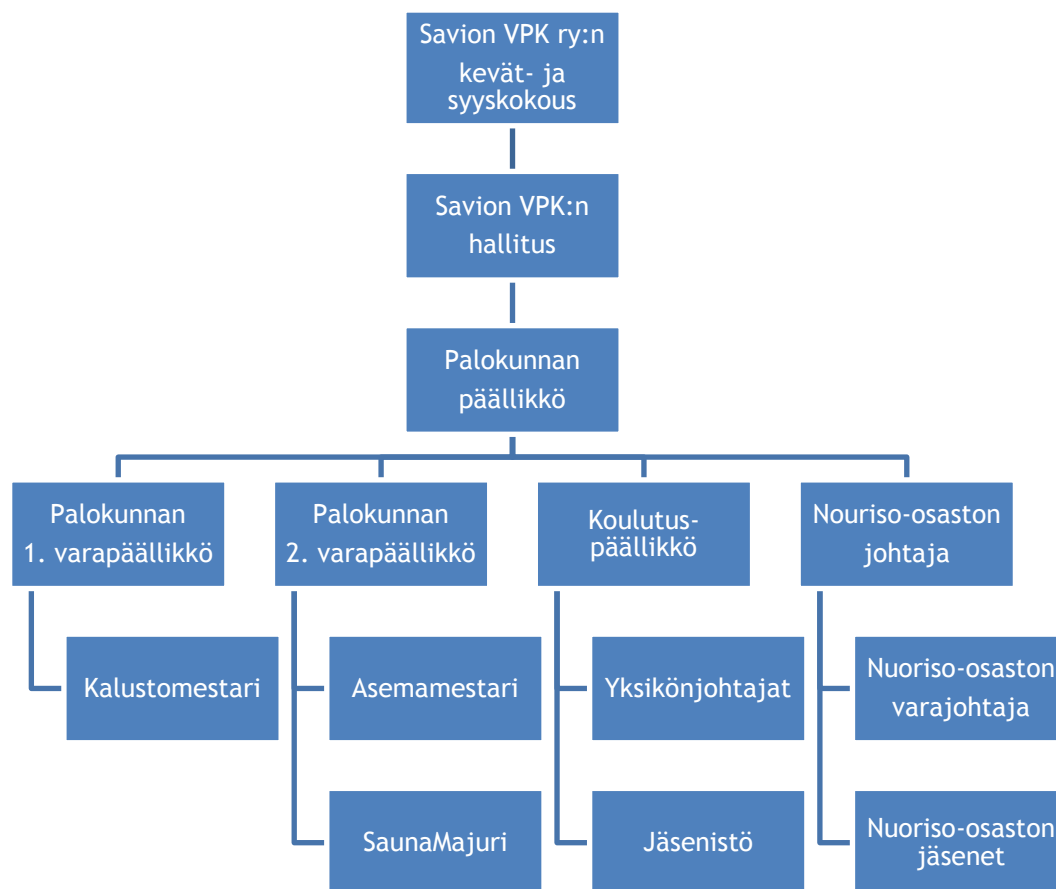 Savion VPK ry:n
kevät- ja
syyskokous
Savion VPK:n
hallitus
Palokunnan
päällikkö
Palokunnan
1. varapäällikkö
Palokunnan
2. varapäällikkö
Koulutus-
päällikkö
Nouriso-osaston
johtaja
Kalustomestari
Asemamestari
Yksikönjohtajat
Nuoriso-osaston
varajohtaja
SaunaMajuri
Jäsenistö
Nuoriso-osaston
jäsenet